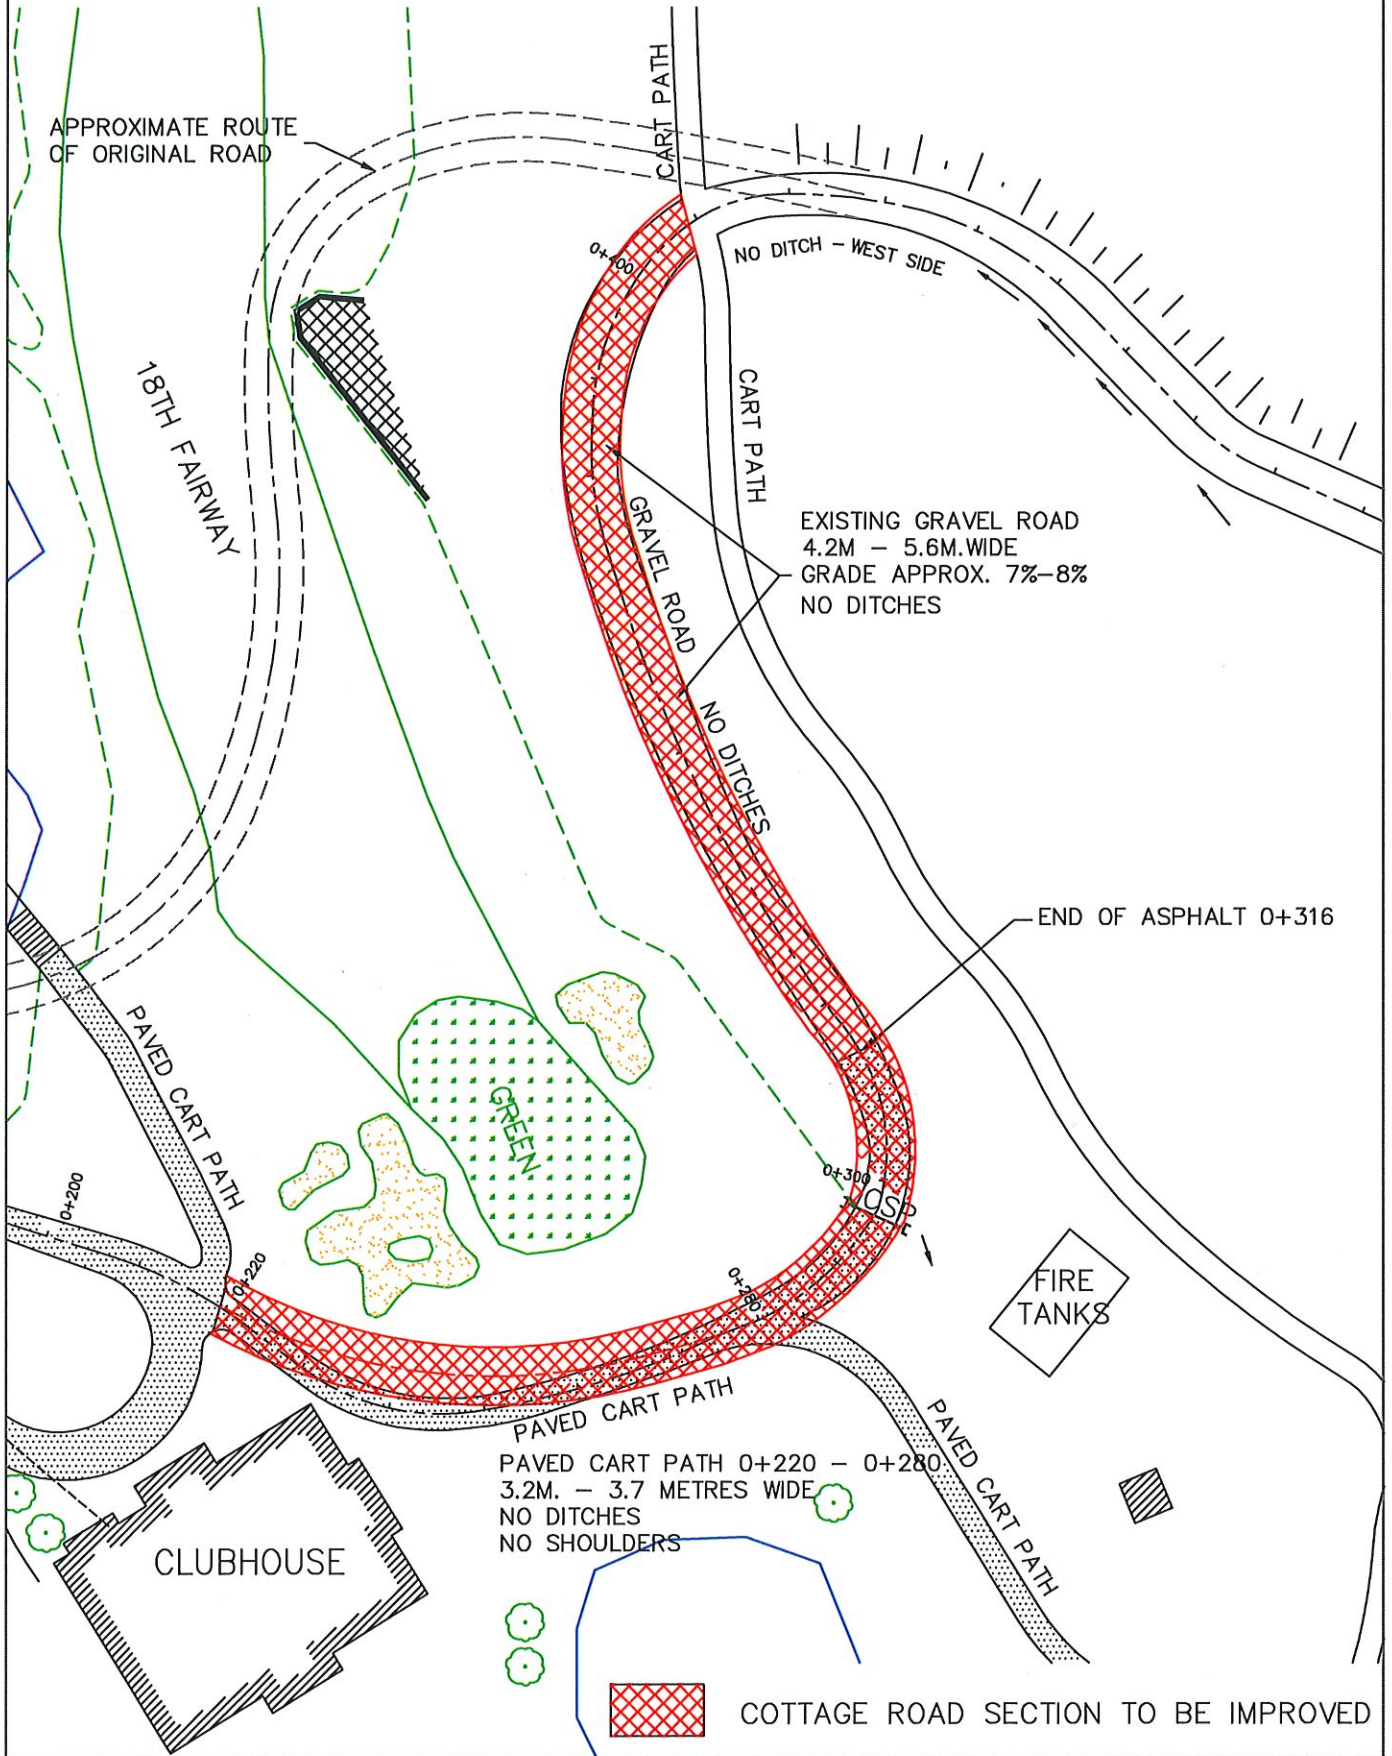 CART PATH
APPROXIMATE ROUTE
OF ORIGINAL ROAD
NO DITCH - WEST SIDE
0+400
18TH FAIRWAY
CART PATH
GRAVEL ROAD
EXISTING GRAVEL ROAD
4.2M - 5.6M.WIDE
GRADE APPROX. 7%-8%
NO DITCHES
NO DITCHES
END OF ASPHALT 0+316
PAVED CART PATH
GREEN
0+300
dsp
0+200
0+220
0+280
FIRE
TANKS
PAVED CART PATH
PAVED CART PATH
PAVED CART PATH 0+220 - 0+280
3.2M. - 3.7 METRES WIDE
NO DITCHES
NO SHOULDERS
CLUBHOUSE
COTTAGE ROAD SECTION TO BE IMPROVED